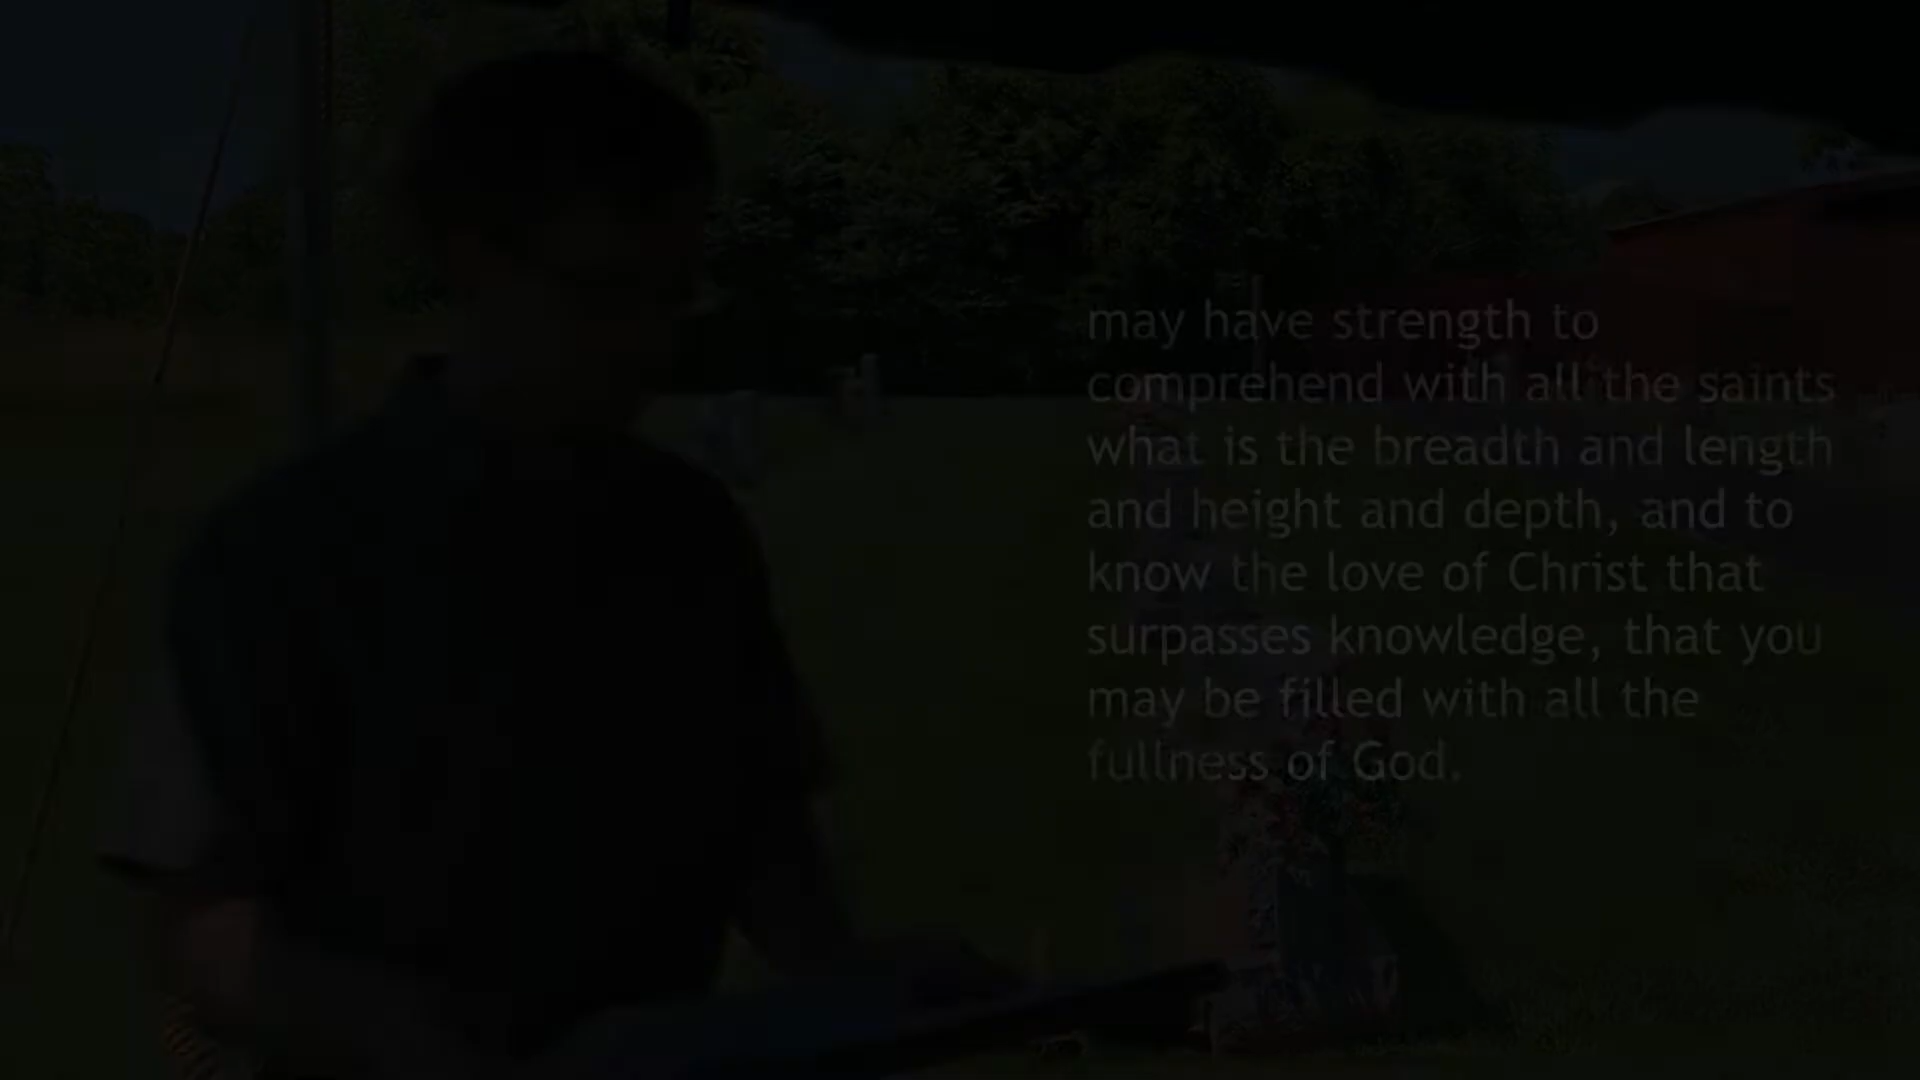 may have strength to
comprehend with all the saints
what is the breadth and length
and height and depth, and to
know the love of Christ that
surpasses knowledge, that you
may be filled with all the
fullness of God.